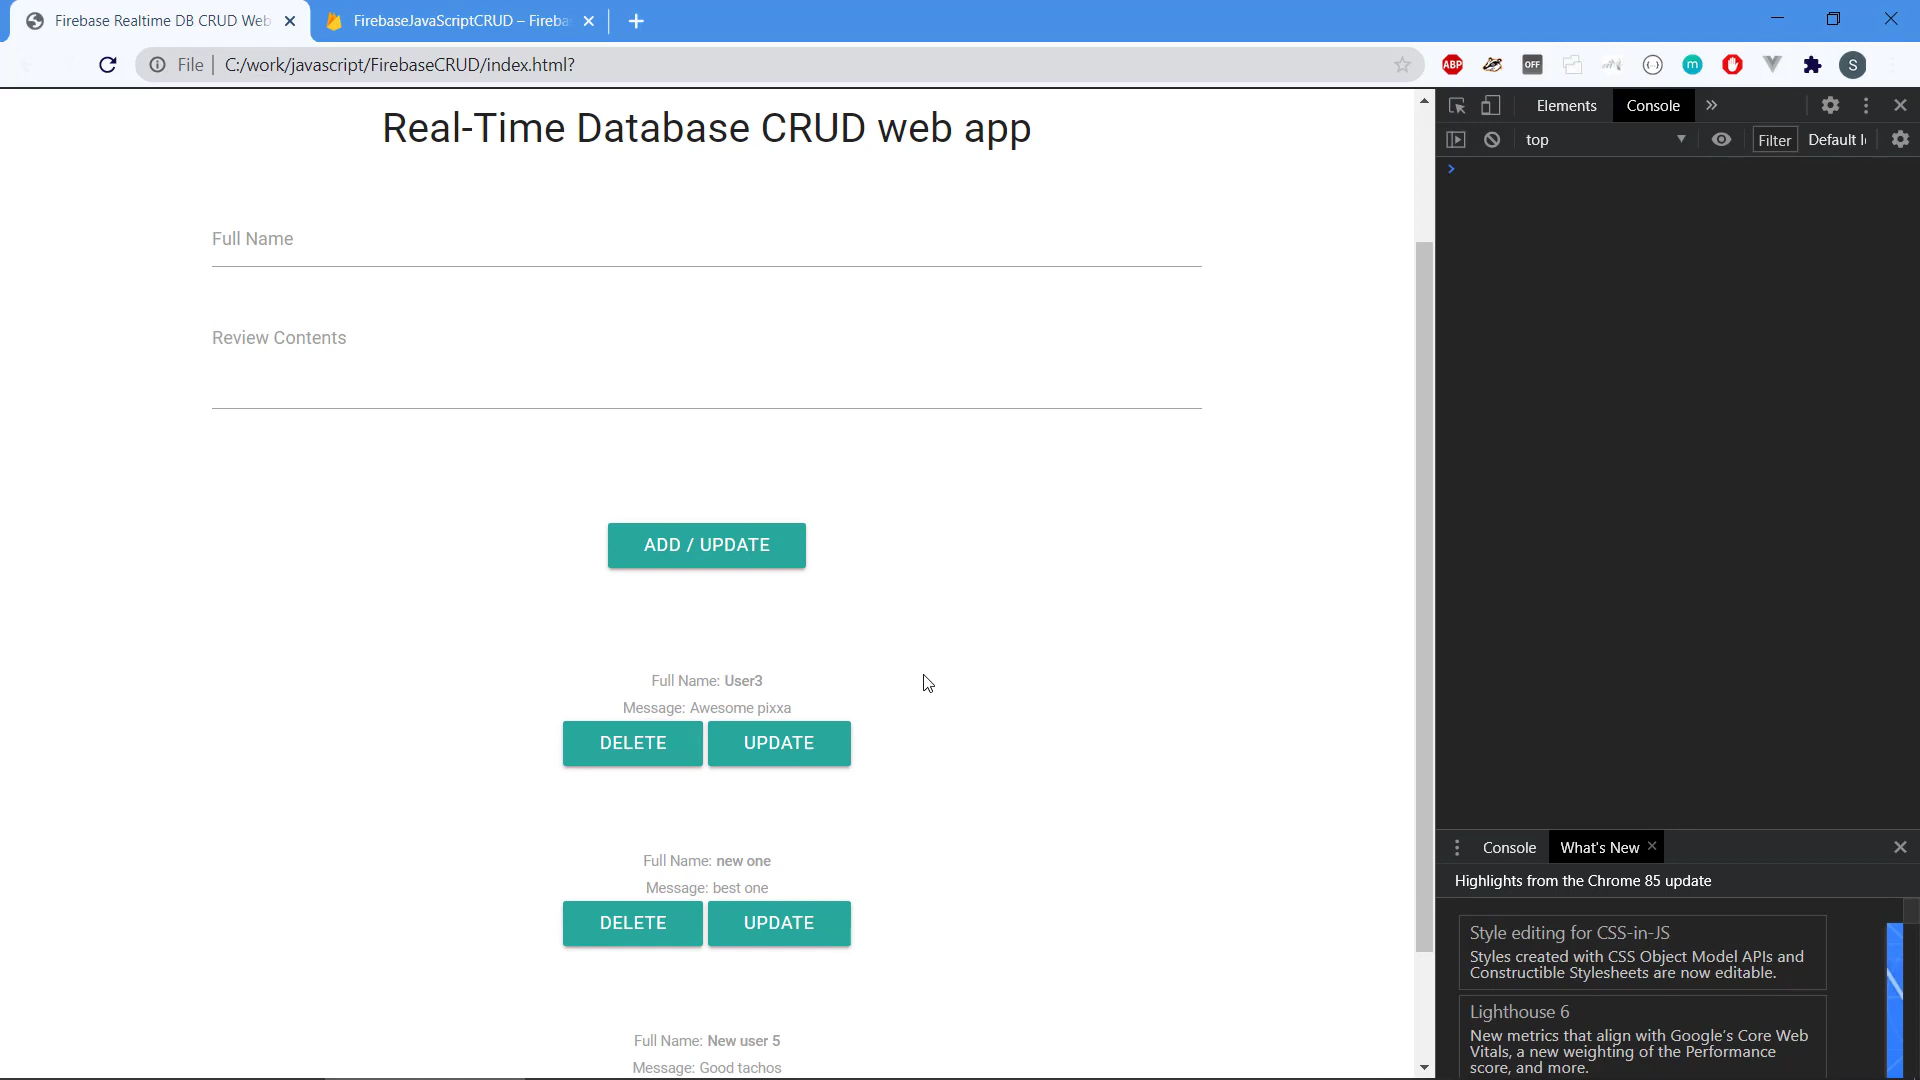 Firebase Realtime DB CRUD Web
FirebaseJavaScriptCRUD – Fireba
File
C:/work/javascript/FirebaseCRUD/index.html?
ABP
OFF
m
S
Elements
Console
top
Filter
Default l
Real-Time Database CRUD web app
Full Name
Review Contents
ADD / UPDATE
Full Name: User3
Message: Awesome pixxa
DELETE
UPDATE
Full Name: new one
Message: best one
DELETE
UPDATE
Full Name: New user 5
Message: Good tachos
Console
What's New
Highlights from the Chrome 85 update
Style editing for CSS-in-JS
Styles created with CSS Object Model APIs and
Constructible Stylesheets are now editable.
Lighthouse 6
New metrics that align with Google's Core Web
Vitals, a new weighting of the Performance
score, and more.